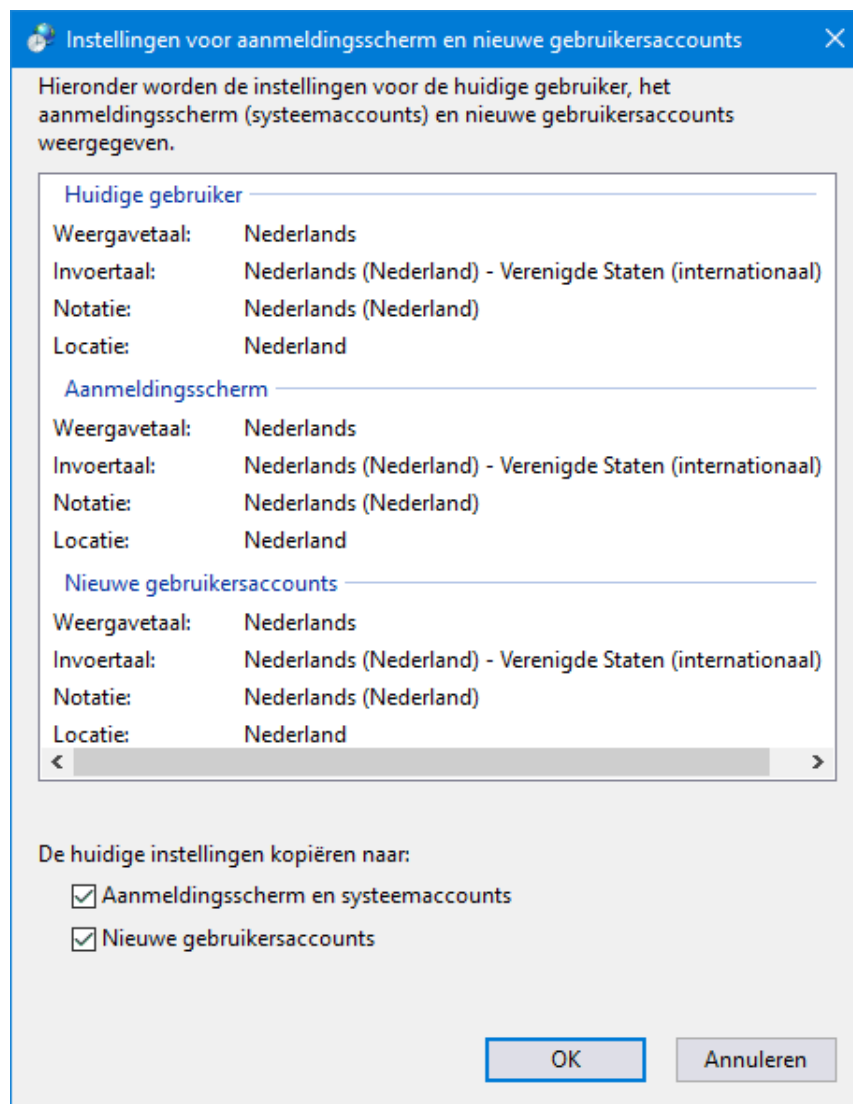 Instellingen voor aanmeldingsscherm en nieuwe gebruikersaccounts
Hieronder worden de instellingen voor de huidige gebruiker, het
aanmeldingsscherm (systeemaccounts) en nieuwe gebruikersaccounts
weergegeven.
Huidige gebruiker
Weergavetaal: Nederlands
Invoertaal: Nederlands (Nederland) - Verenigde Staten (internationaal)
Notatie: Nederlands (Nederland)
Locatie: Nederland
Aanmeldingsscherm
Weergavetaal: Nederlands
Invoertaal: Nederlands (Nederland) - Verenigde Staten (internationaal)
Notatie: Nederlands (Nederland)
Locatie: Nederland
Nieuwe gebruikersaccounts
Weergavetaal: Nederlands
Invoertaal: Nederlands (Nederland) - Verenigde Staten (internationaal)
Notatie: Nederlands (Nederland)
Locatie: Nederland
De huidige instellingen kopiëren naar:
Aanmeldingsscherm en systeemaccounts
Nieuwe gebruikersaccounts
OK Annuleren